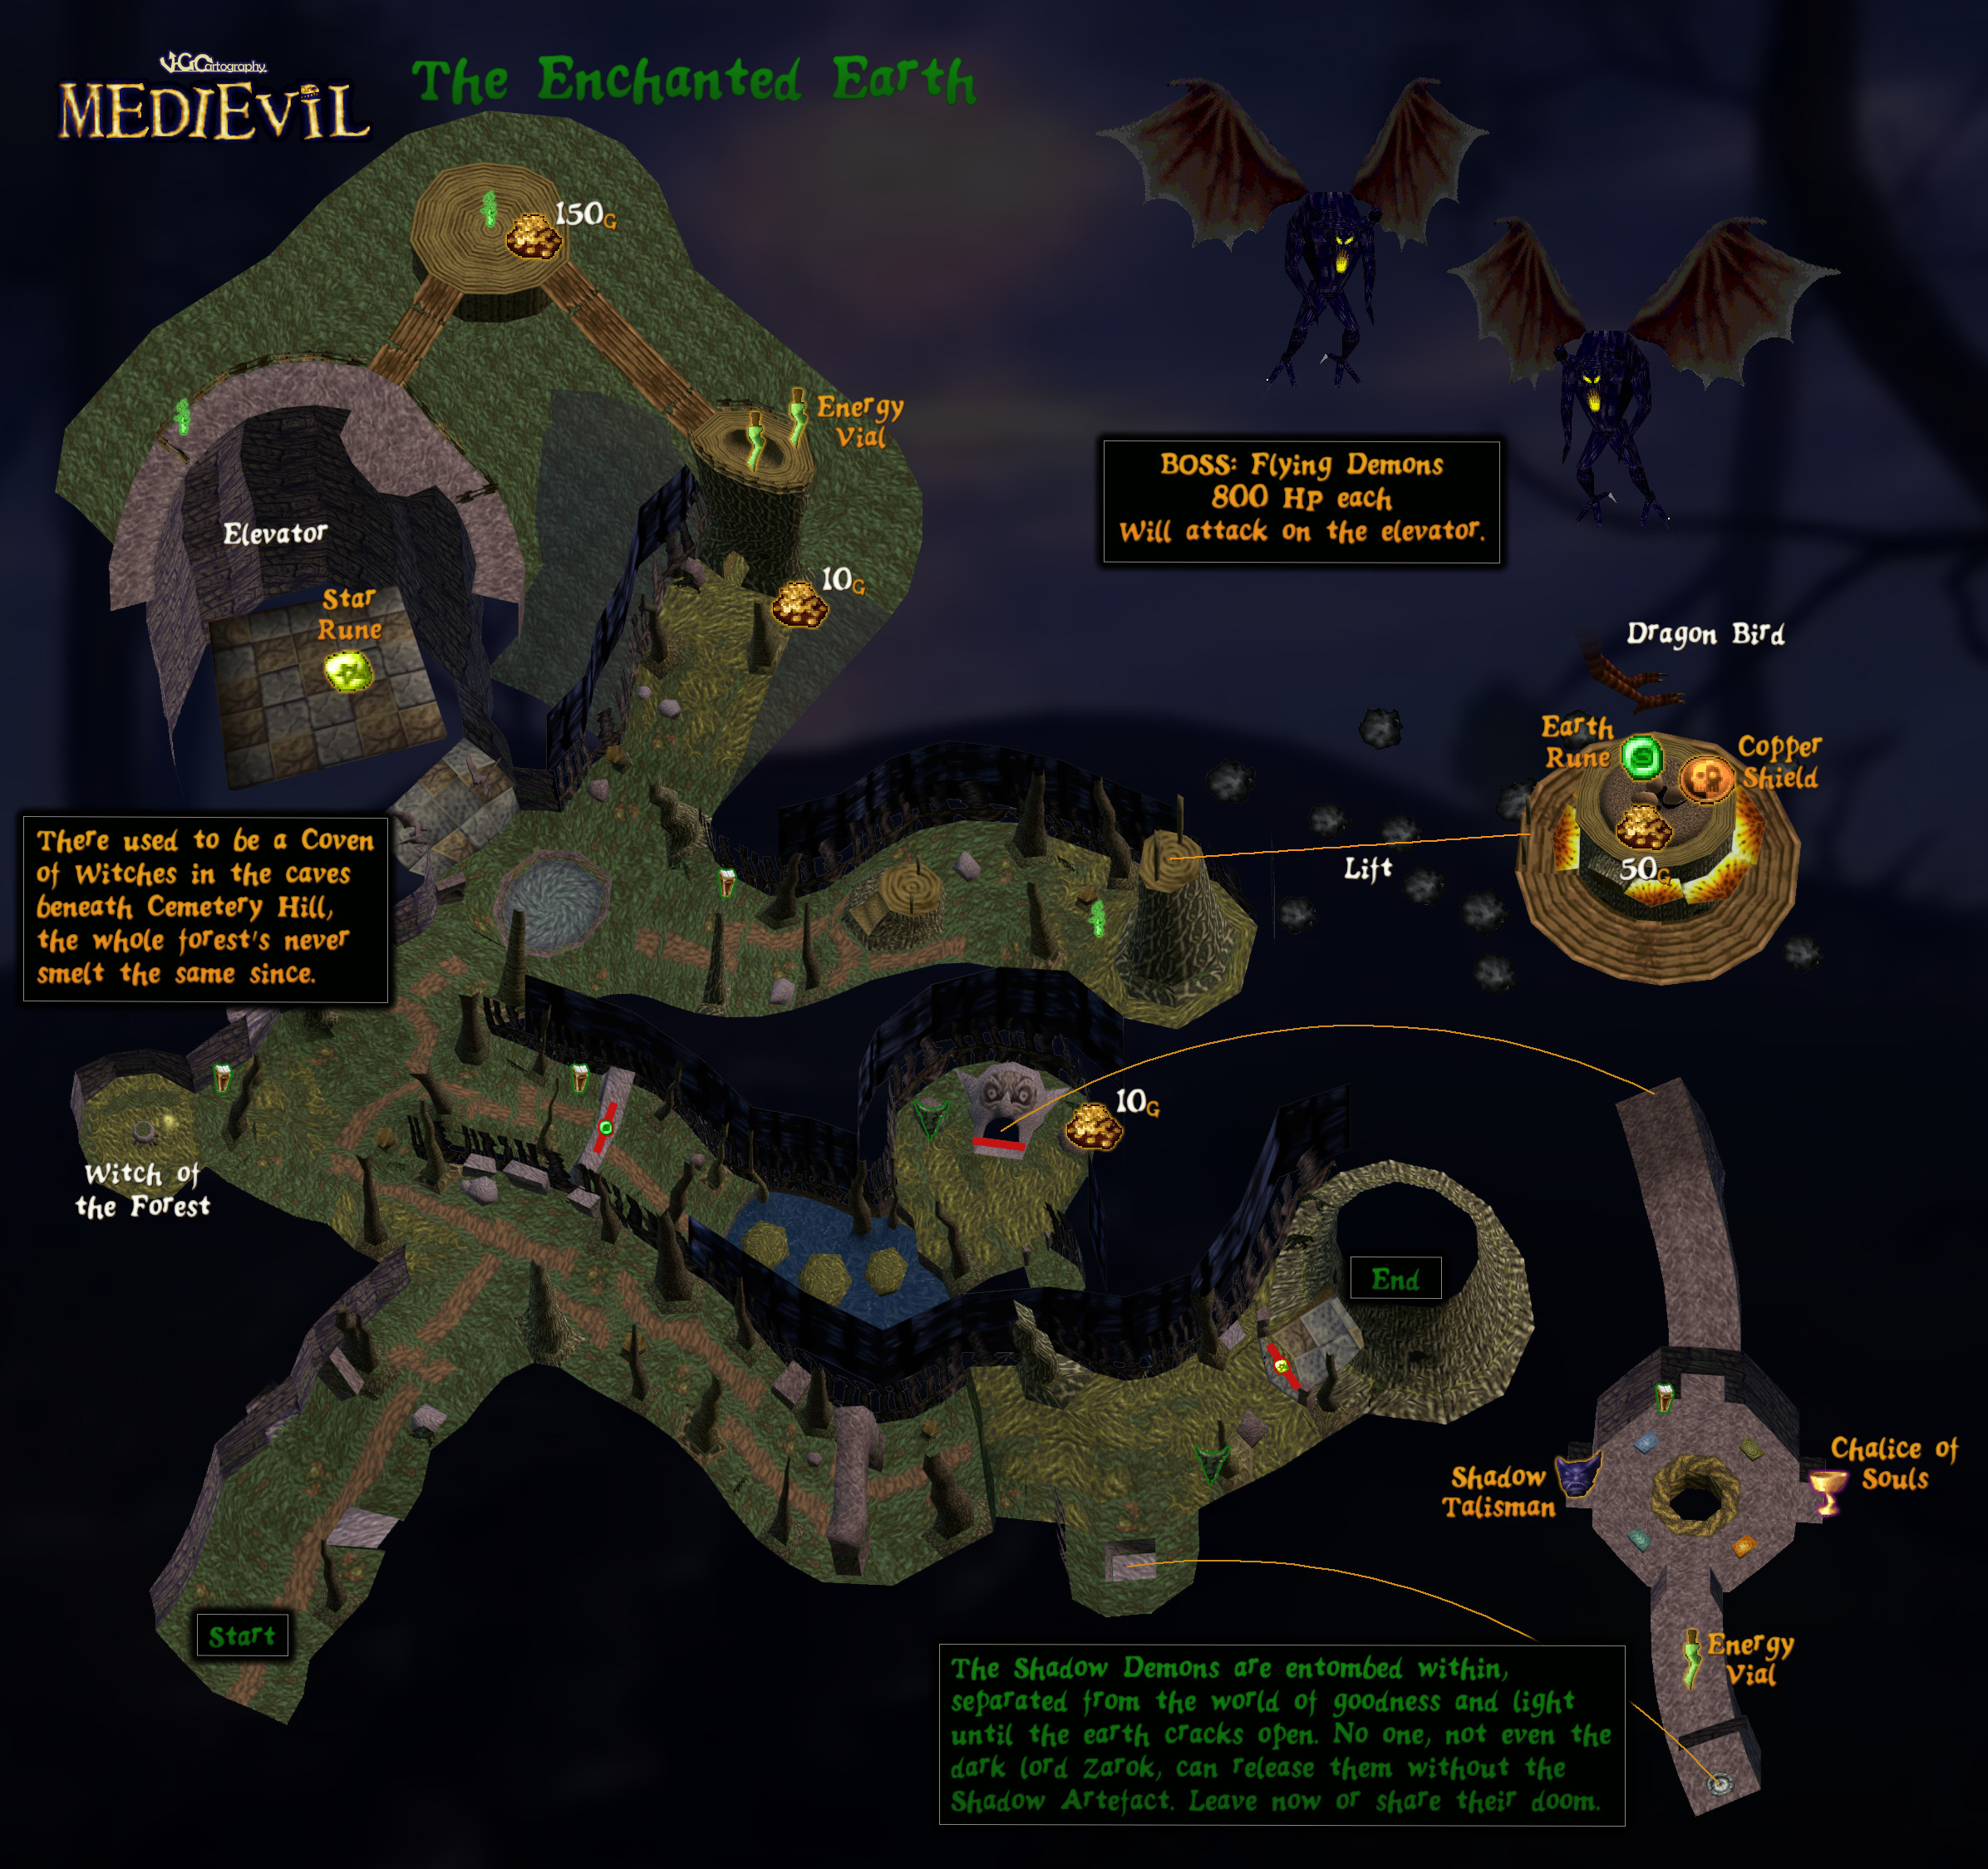 VGCartography
MEDIEVIL
The Enchanted Earth
150G
Energy
Vial
BOSS: Flying Demons
800 Hp each
Will attack on the elevator.
Elevator
10G
Star
Rune
Dragon Bird
Earth
Rune
Copper
Shield
50G
Lift
There used to be a Coven
of Witches in the caves
beneath Cemetery Hill,
the whole forest's never
smelt the same since.
10G
Witch of
the Forest
End
Shadow
Talisman
Chalice of
Souls
Start
Energy
Vial
The Shadow Demons are entombed within,
separated from the world of goodness and light
until the earth cracks open. No one, not even the
dark lord Zarok, can release them without the
Shadow Artefact. Leave now or share their doom.